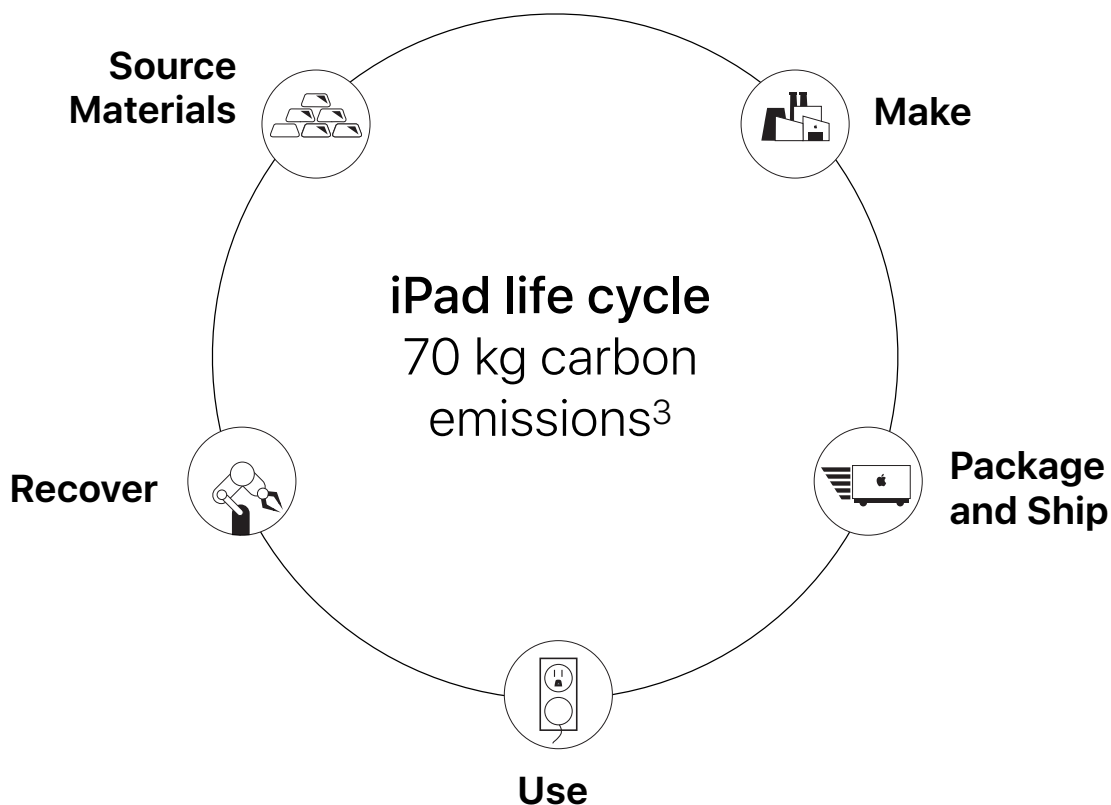 Source
Materials
Make
iPad life cycle
70 kg carbon
emissions³
Recover
Package
and Ship
Use